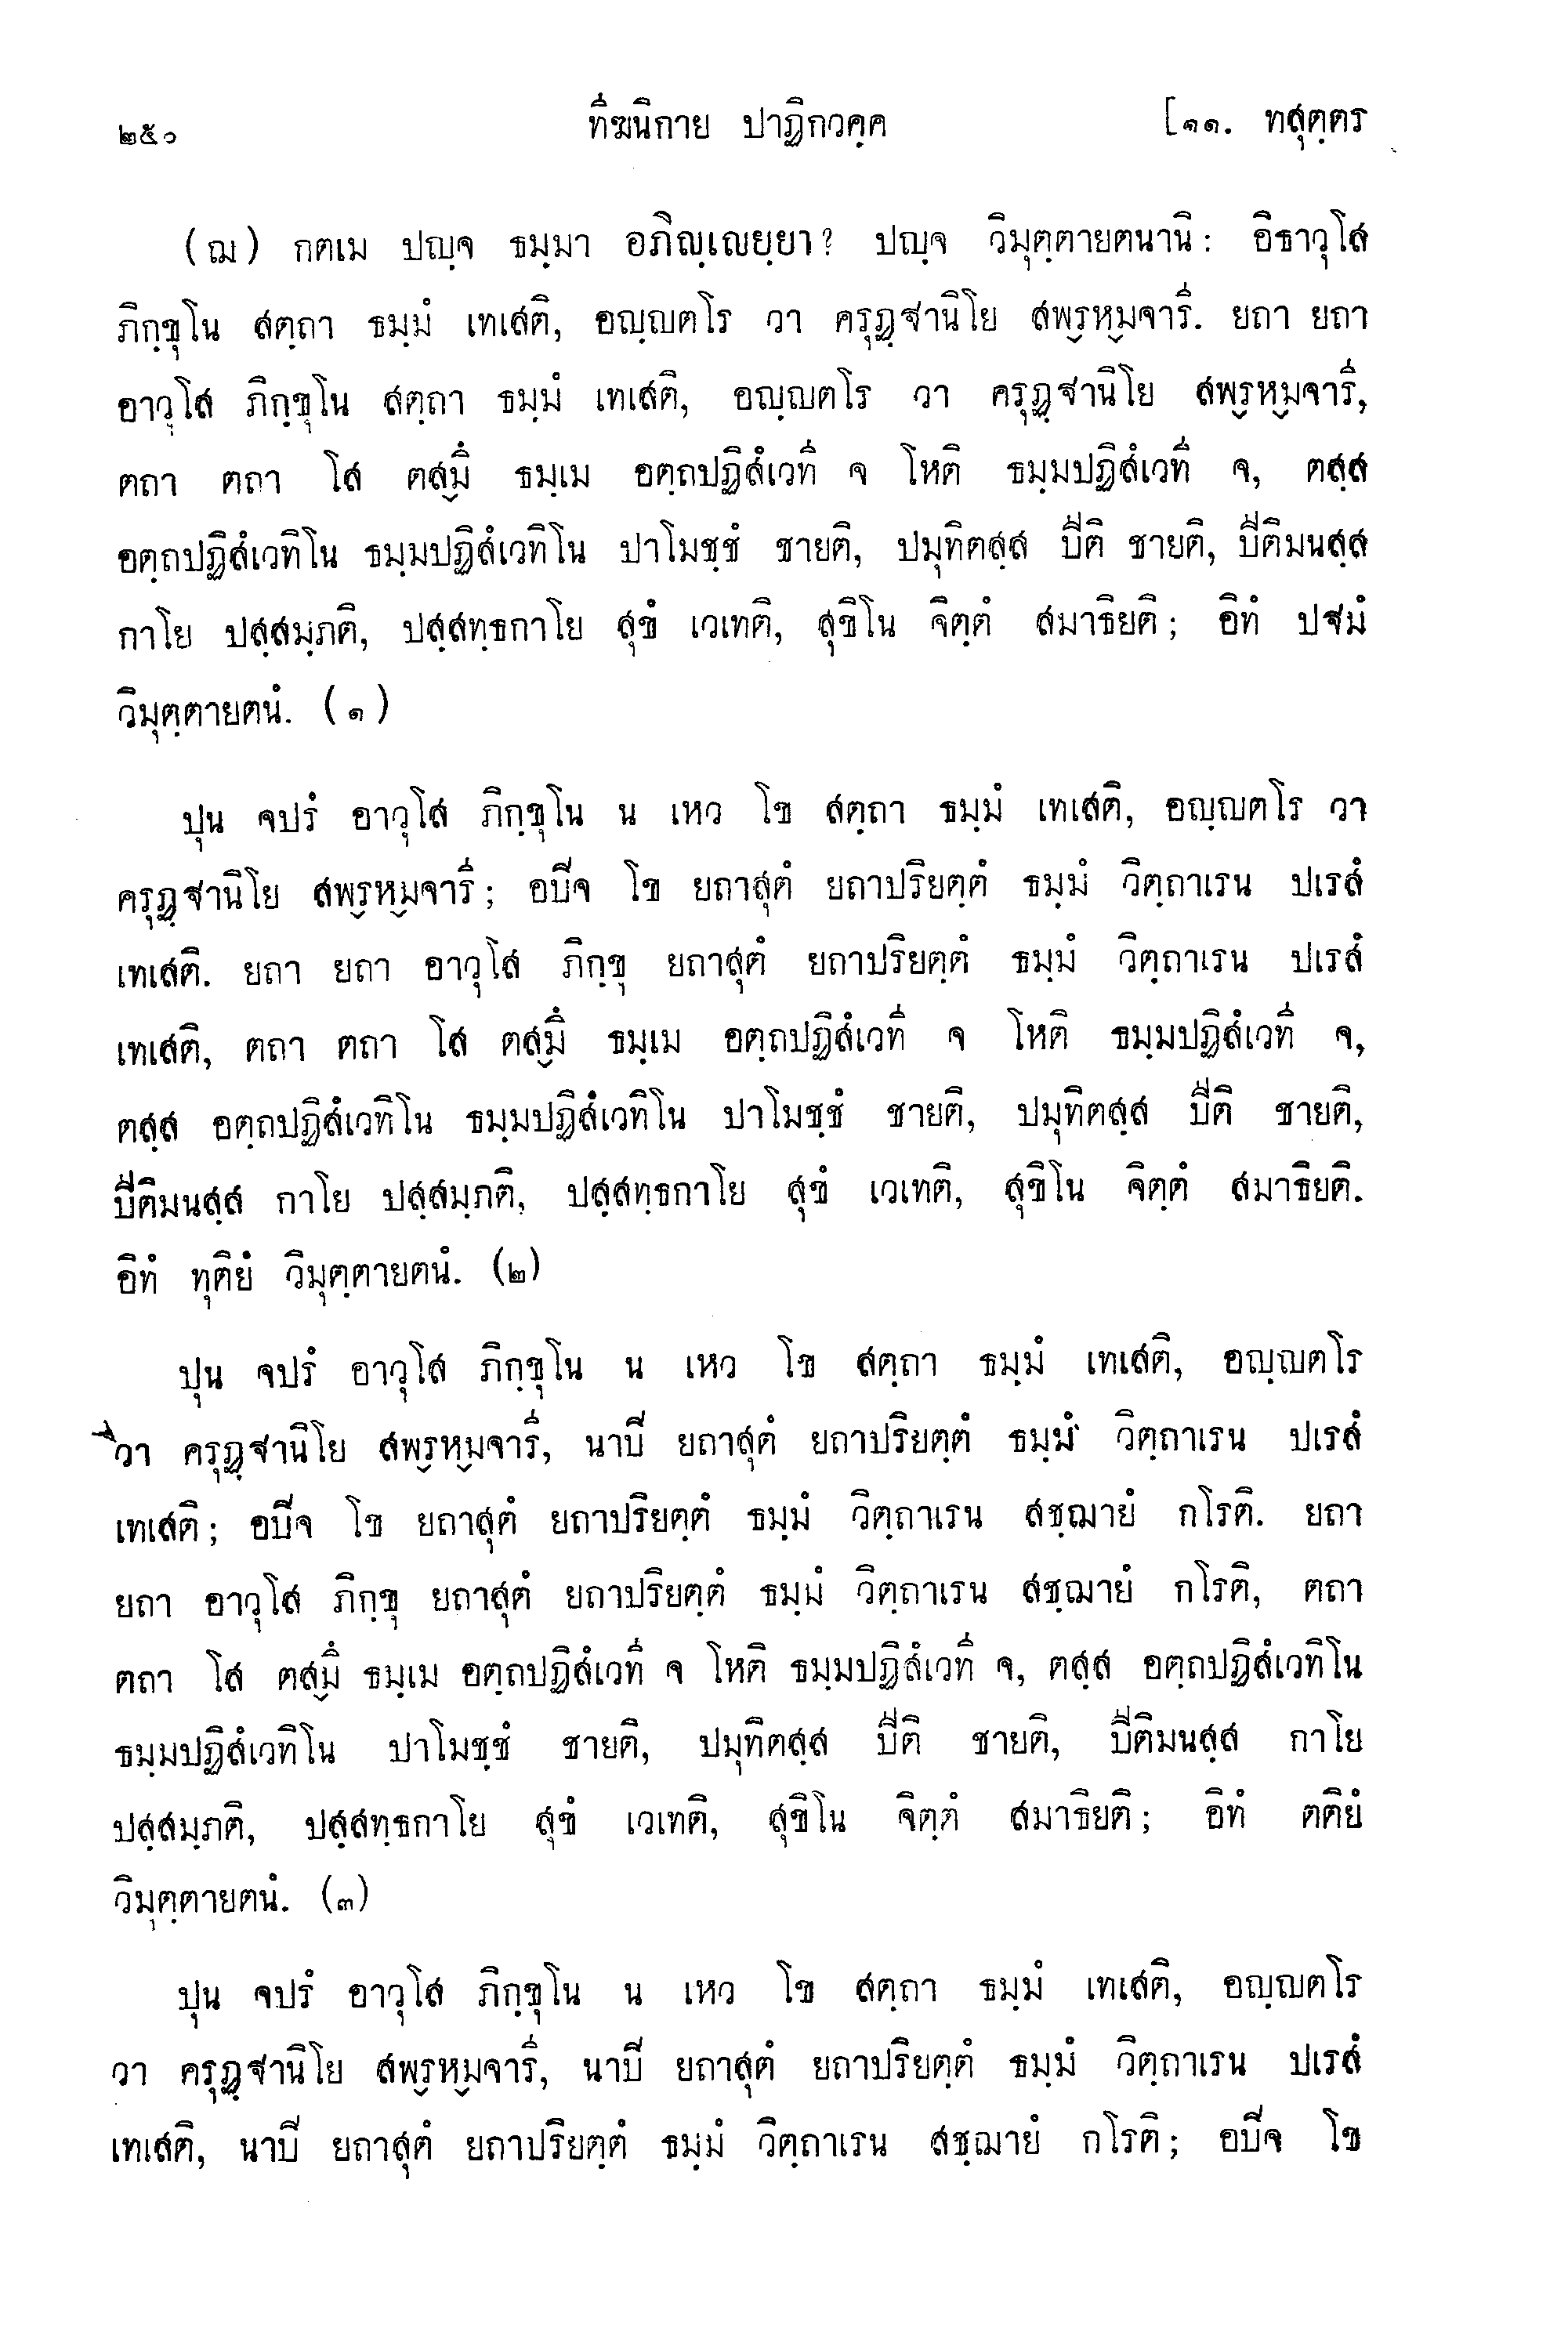 ๒๕๐ ทีฆนิกาย ปาฏิกวคฺค [๑๑. ทสุตฺตร
(ฌ) กตเม ปญฺจ ธมฺมา อภิญฺเญยฺยา? ปญฺจ วิมุตฺตายตนานิ: อิธาวุโส
ภิกฺขุโน สตฺถา ธมฺมํ เทเสติ, อญฺญตโร วา ครุฏฺฐานิโย สพฺรหฺมจารี. ยถา ยถา
อาวุโส ภิกฺขุโน สตฺถา ธมฺมํ เทเสติ, อญฺญตโร วา ครุฏฺฐานิโย สพฺรหฺมจารี,
ตถา ตถา โส ตสฺมึ ธมฺเม อตฺถปฏิสํเวที จ โหติ ธมฺมปฏิสํเวที จ, ตสฺส
อตฺถปฏิสํเวทิโน ธมฺมปฏิสํเวทิโน ปาโมชฺชํ ชายติ, ปมุทิตสฺส ปีติ ชายติ, ปีติมนสฺส
กาโย ปสฺสมฺภติ, ปสฺสทฺธกาโย สุขํ เวเทติ, สุขิโน จิตฺตํ สมาธิยติ; อิทํ ปฐมํ
วิมุตฺตายตนํ. (๑)
ปุน จปรํ อาวุโส ภิกฺขุโน น เหว โข สตฺถา ธมฺมํ เทเสติ, อญฺญตโร วา
ครุฏฺฐานิโย สพฺรหฺมจารี; อปิจ โข ยถาสุตํ ยถาปริยตฺตํ ธมฺมํ วิตฺถาเรน ปเรสํ
เทเสติ. ยถา ยถา อาวุโส ภิกฺขุ ยถาสุตํ ยถาปริยตฺตํ ธมฺมํ วิตฺถาเรน ปเรสํ
เทเสติ, ตถา ตถา โส ตสฺมึ ธมฺเม อตฺถปฏิสํเวที จ โหติ ธมฺมปฏิสํเวที จ,
ตสฺส อตฺถปฏิสํเวทิโน ธมฺมปฏิสํเวทิโน ปาโมชฺชํ ชายติ, ปมุทิตสฺส ปีติ ชายติ,
ปีติมนสฺส กาโย ปสฺสมฺภติ, ปสฺสทฺธกาโย สุขํ เวเทติ, สุขิโน จิตฺตํ สมาธิยติ.
อิทํ ทุติยํ วิมุตฺตายตนํ. (๒)
ปุน จปรํ อาวุโส ภิกฺขุโน น เหว โข สตฺถา ธมฺมํ เทเสติ, อญฺญตโร
วา ครุฏฺฐานิโย สพฺรหฺมจารี, นาปิ ยถาสุตํ ยถาปริยตฺตํ ธมฺมํ วิตฺถาเรน ปเรสํ
เทเสติ; อปิจ โข ยถาสุตํ ยถาปริยตฺตํ ธมฺมํ วิตฺถาเรน สชฺฌายํ กโรติ. ยถา
ยถา อาวุโส ภิกฺขุ ยถาสุตํ ยถาปริยตฺตํ ธมฺมํ วิตฺถาเรน สชฺฌายํ กโรติ, ตถา
ตถา โส ตสฺมึ ธมฺเม อตฺถปฏิสํเวที จ โหติ ธมฺมปฏิสํเวที จ, ตสฺส อตฺถปฏิสํเวทิโน
ธมฺมปฏิสํเวทิโน ปาโมชฺชํ ชายติ, ปมุทิตสฺส ปีติ ชายติ, ปีติมนสฺส กาโย
ปสฺสมฺภติ, ปสฺสทฺธกาโย สุขํ เวเทติ, สุขิโน จิตฺตํ สมาธิยติ; อิทํ ตติยํ
วิมุตฺตายตนํ. (๓)
ปุน จปรํ อาวุโส ภิกฺขุโน น เหว โข สตฺถา ธมฺมํ เทเสติ, อญฺญตโร
วา ครุฏฺฐานิโย สพฺรหฺมจารี, นาปิ ยถาสุตํ ยถาปริยตฺตํ ธมฺมํ วิตฺถาเรน ปเรสํ
เทเสติ, นาปิ ยถาสุตํ ยถาปริยตฺตํ ธมฺมํ วิตฺถาเรน สชฺฌายํ กโรติ; อปิจ โข